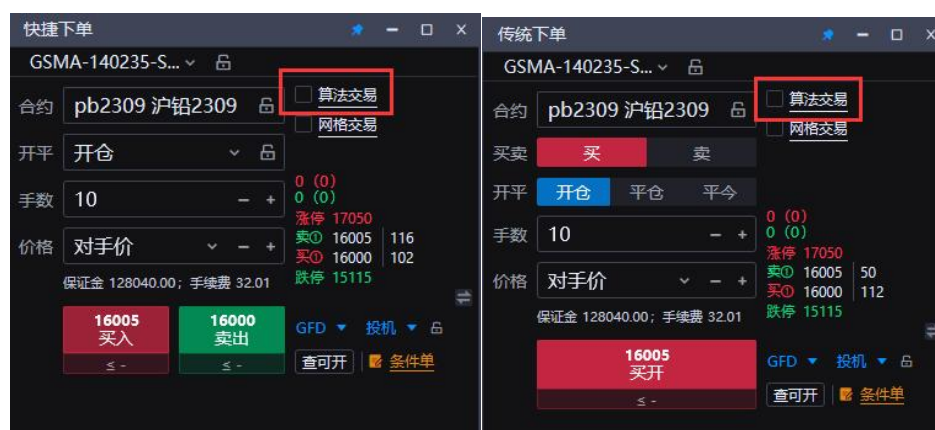 快捷下单
GSMA-140235-S...
合约 pb2309 沪铅2309
算法交易
网格交易
开平 开仓
手数 10 - +
价格 对手价 - +
0 (0)
0 (0)
涨停 17050
卖① 16005 116
买① 16000 102
跌停 15115
保证金 128040.00; 手续费 32.01
16005
买入
≤ -
16000
卖出
≤ -
GFD 投机
查可开 条件单
传统下单
GSMA-140235-S...
合约 pb2309 沪铅2309
算法交易
网格交易
买卖 买 卖
开平 开仓 平仓 平今
手数 10 - +
价格 对手价 - +
0 (0)
0 (0)
涨停 17050
卖① 16005 50
买① 16000 112
跌停 15115
保证金 128040.00; 手续费 32.01
16005
买开
≤ -
GFD 投机
查可开 条件单